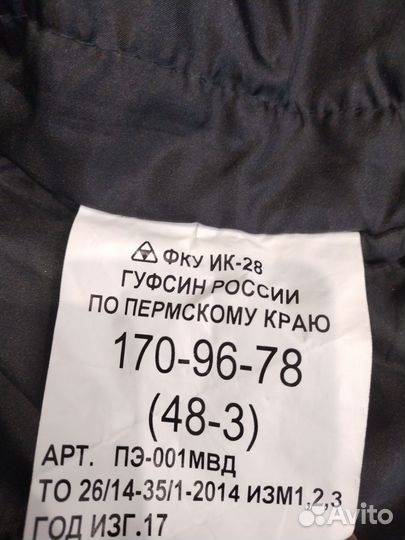 ФКУ ИК-28
ГУФСИН РОССИИ
ПО ПЕРМСКОМУ КРАЮ
170-96-78
(48-3)
АРТ. ПЭ-001МВД
ТО 26/14-35/1-2014 ИЗМ1,2,3
ГОД ИЗГ.17
Avito